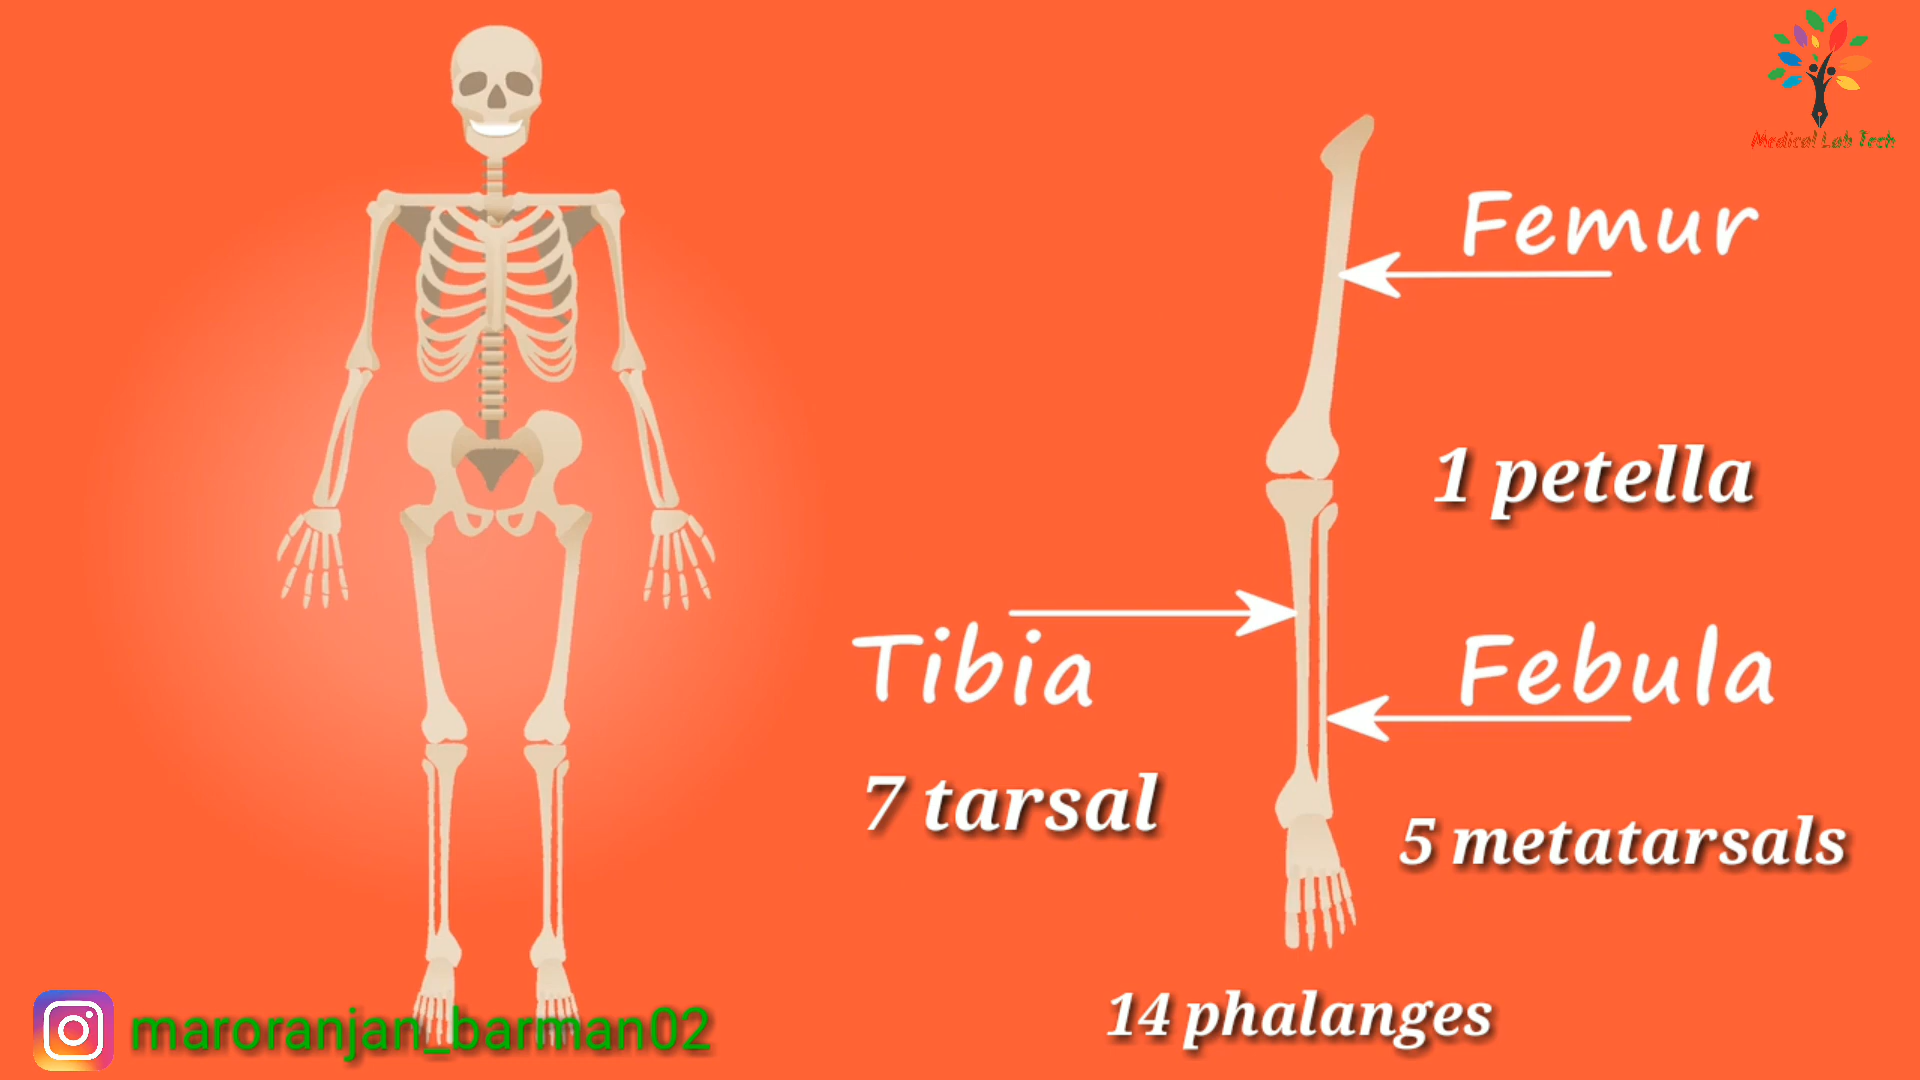 Medical Lab Tech
Femur
1 petella
Tibia
Febula
7 tarsal
5 metatarsals
14 phalanges
maroranjan_barman02